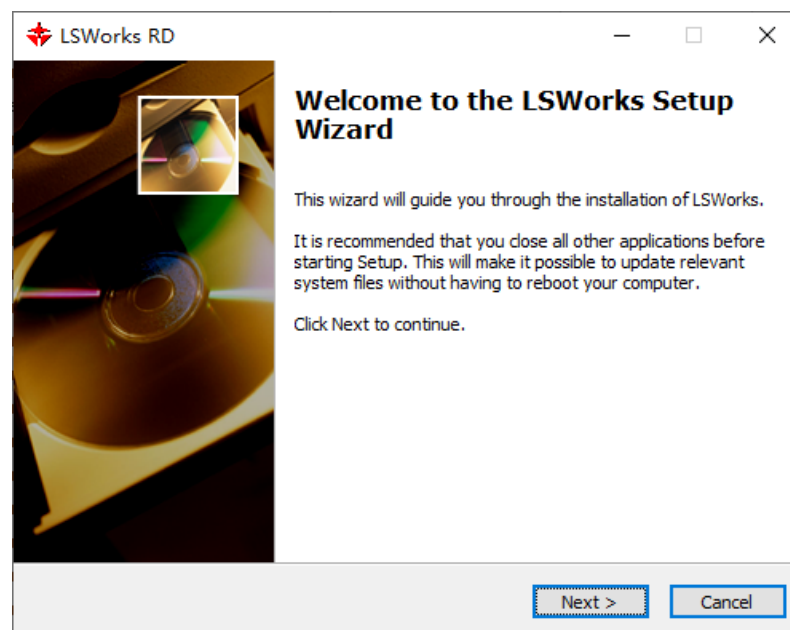 LSWorks RD
Welcome to the LSWorks Setup
Wizard
This wizard will guide you through the installation of LSWorks.
It is recommended that you close all other applications before
starting Setup. This will make it possible to update relevant
system files without having to reboot your computer.
Click Next to continue.
Next >
Cancel